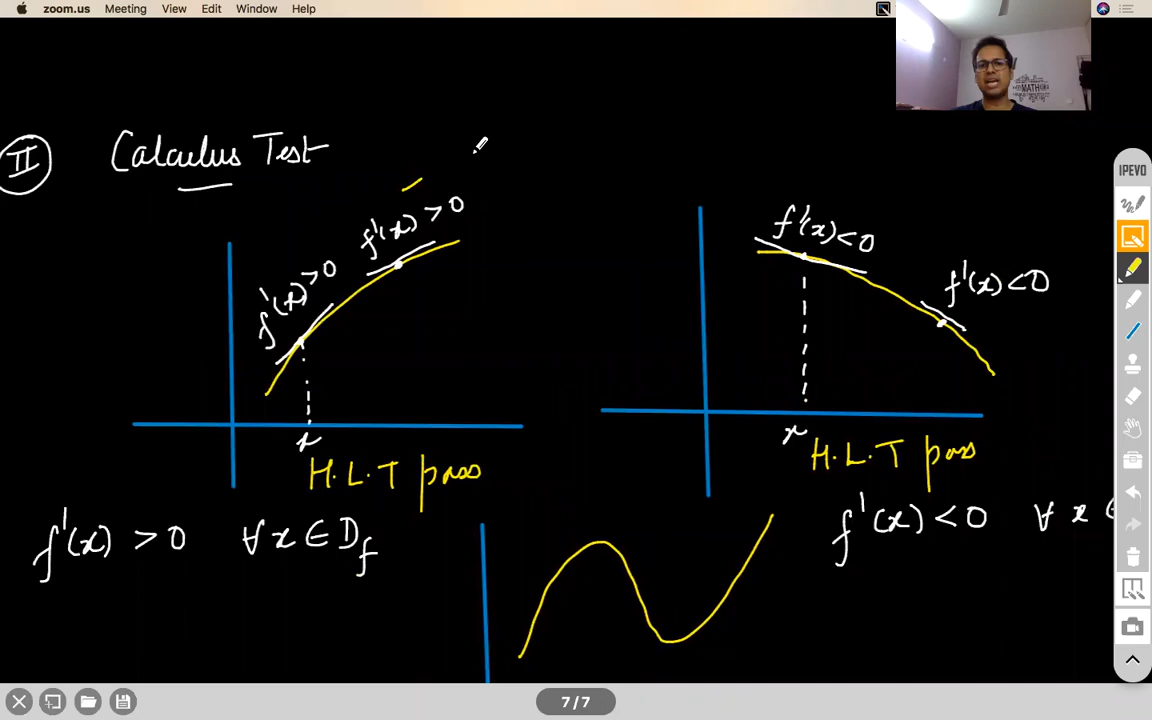 zoom.us Meeting View Edit Window Help
MATH
IPEVO
II Calculus Test
f'(x) > 0
f'(x) > 0
x
H.L.T pass
f'(x) > 0 ∀ x ∈ D_f
f'(x) < 0
f'(x) < 0
x
H.L.T pass
f'(x) < 0 ∀ x ∈
7 / 7